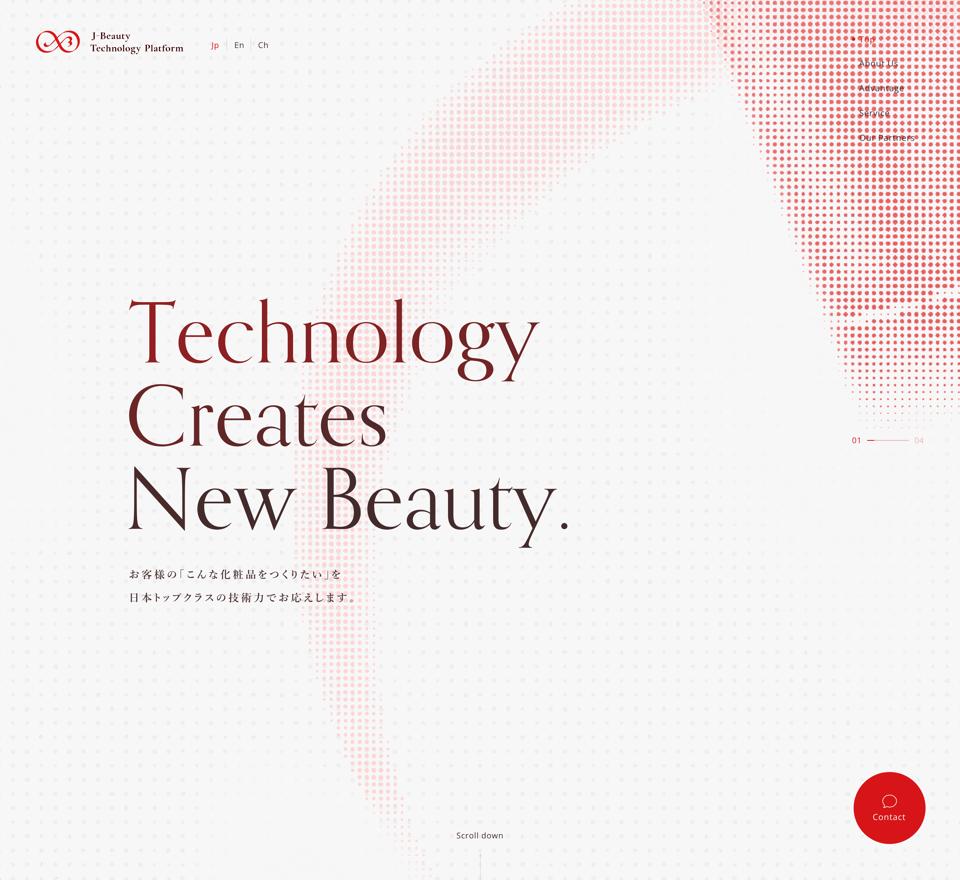 J-Beauty
Technology Platform
Jp En Ch
Top
About Us
Advantage
Service
Our Partners
Technology
Creates
New Beauty.
01 04
お客様の「こんな化粧品をつくりたい」を
日本トップクラスの技術力でお応えします。
Contact
Scroll down